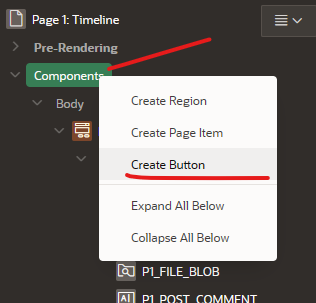 Page 1: Timeline
Pre-Rendering
Components
Create Region
Body
Create Page Item
Create Button
Expand All Below
Collapse All Below
P1_FILE_BLOB
P1_POST_COMMENT